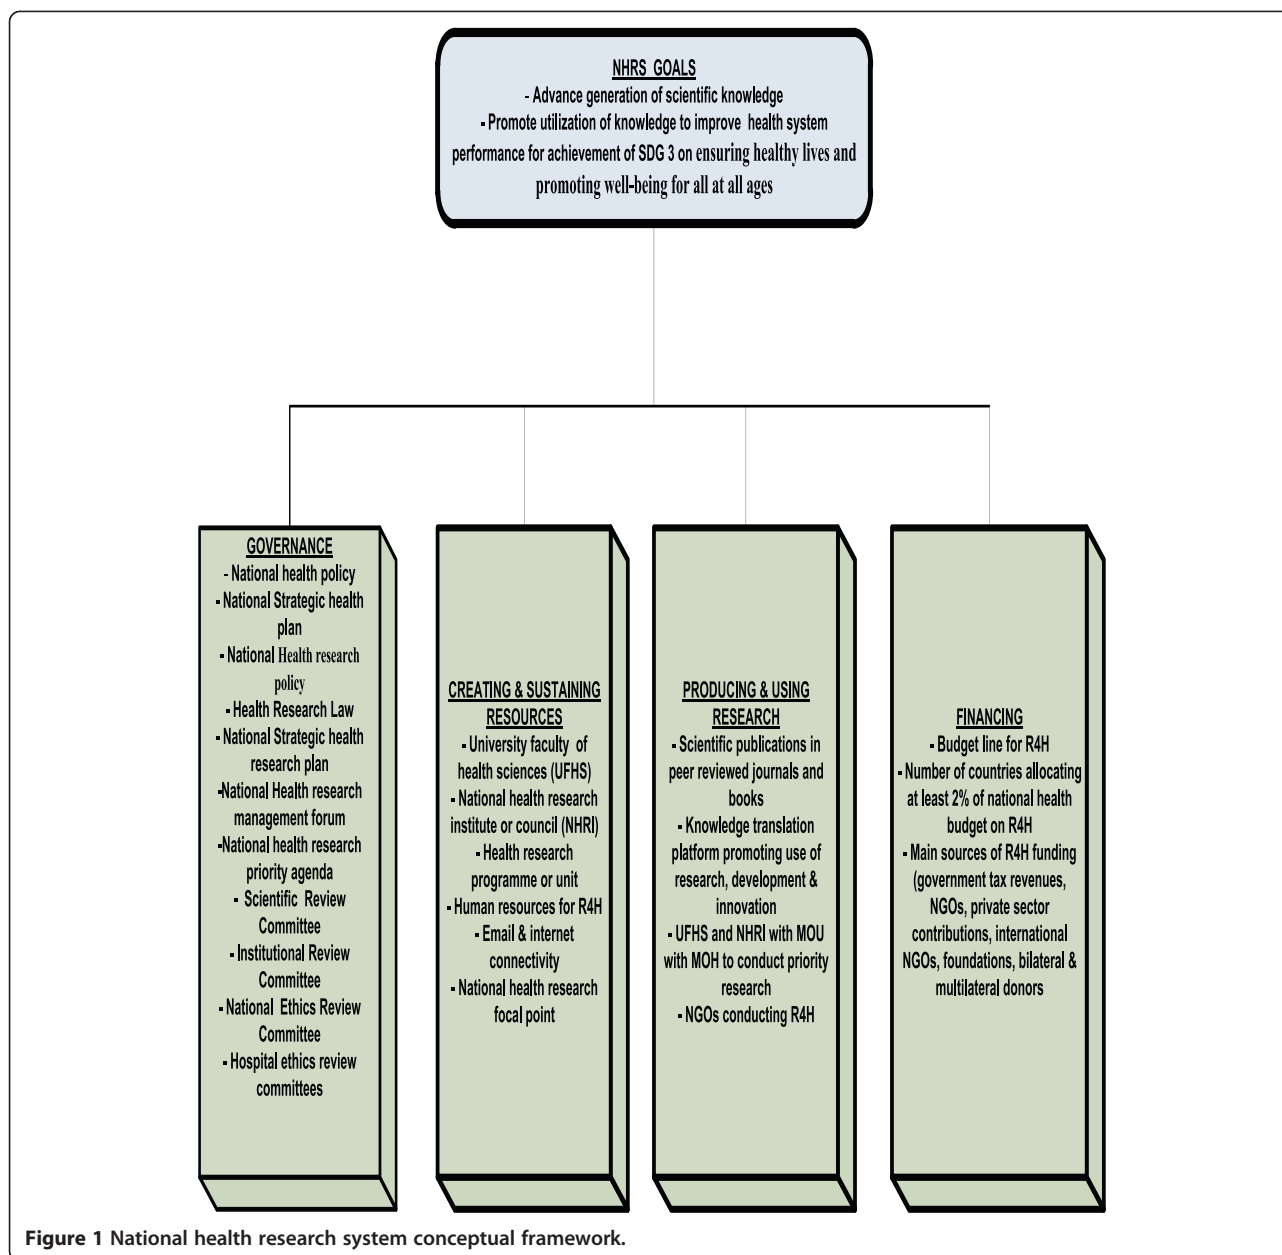 NHRS GOALS
- Advance generation of scientific knowledge
- Promote utilization of knowledge to improve health system
performance for achievement of SDG 3 on ensuring healthy lives and
promoting well-being for all at all ages
GOVERNANCE
- National health policy
- National Strategic health
plan
- National Health research
policy
- Health Research Law
- National Strategic health
research plan
-National Health research
management forum
-National health research
priority agenda
- Scientific Review
Committee
- Institutional Review
Committee
- National Ethics Review
Committee
- Hospital ethics review
committees
CREATING & SUSTAINING
RESOURCES
- University faculty of
health sciences (UFHS)
- National health research
institute or council (NHRI)
- Health research
programme or unit
- Human resources for R4H
- Email & internet
connectivity
- National health research
focal point
PRODUCING & USING
RESEARCH
- Scientific publications in
peer reviewed journals and
books
- Knowledge translation
platform promoting use of
research, development &
innovation
- UFHS and NHRI with MOU
with MOH to conduct priority
research
- NGOs conducting R4H
FINANCING
- Budget line for R4H
- Number of countries allocating
at least 2% of national health
budget on R4H
- Main sources of R4H funding
(government tax revenues,
NGOs, private sector
contributions, international
NGOs, foundations, bilateral &
multilateral donors
Figure 1 National health research system conceptual framework.